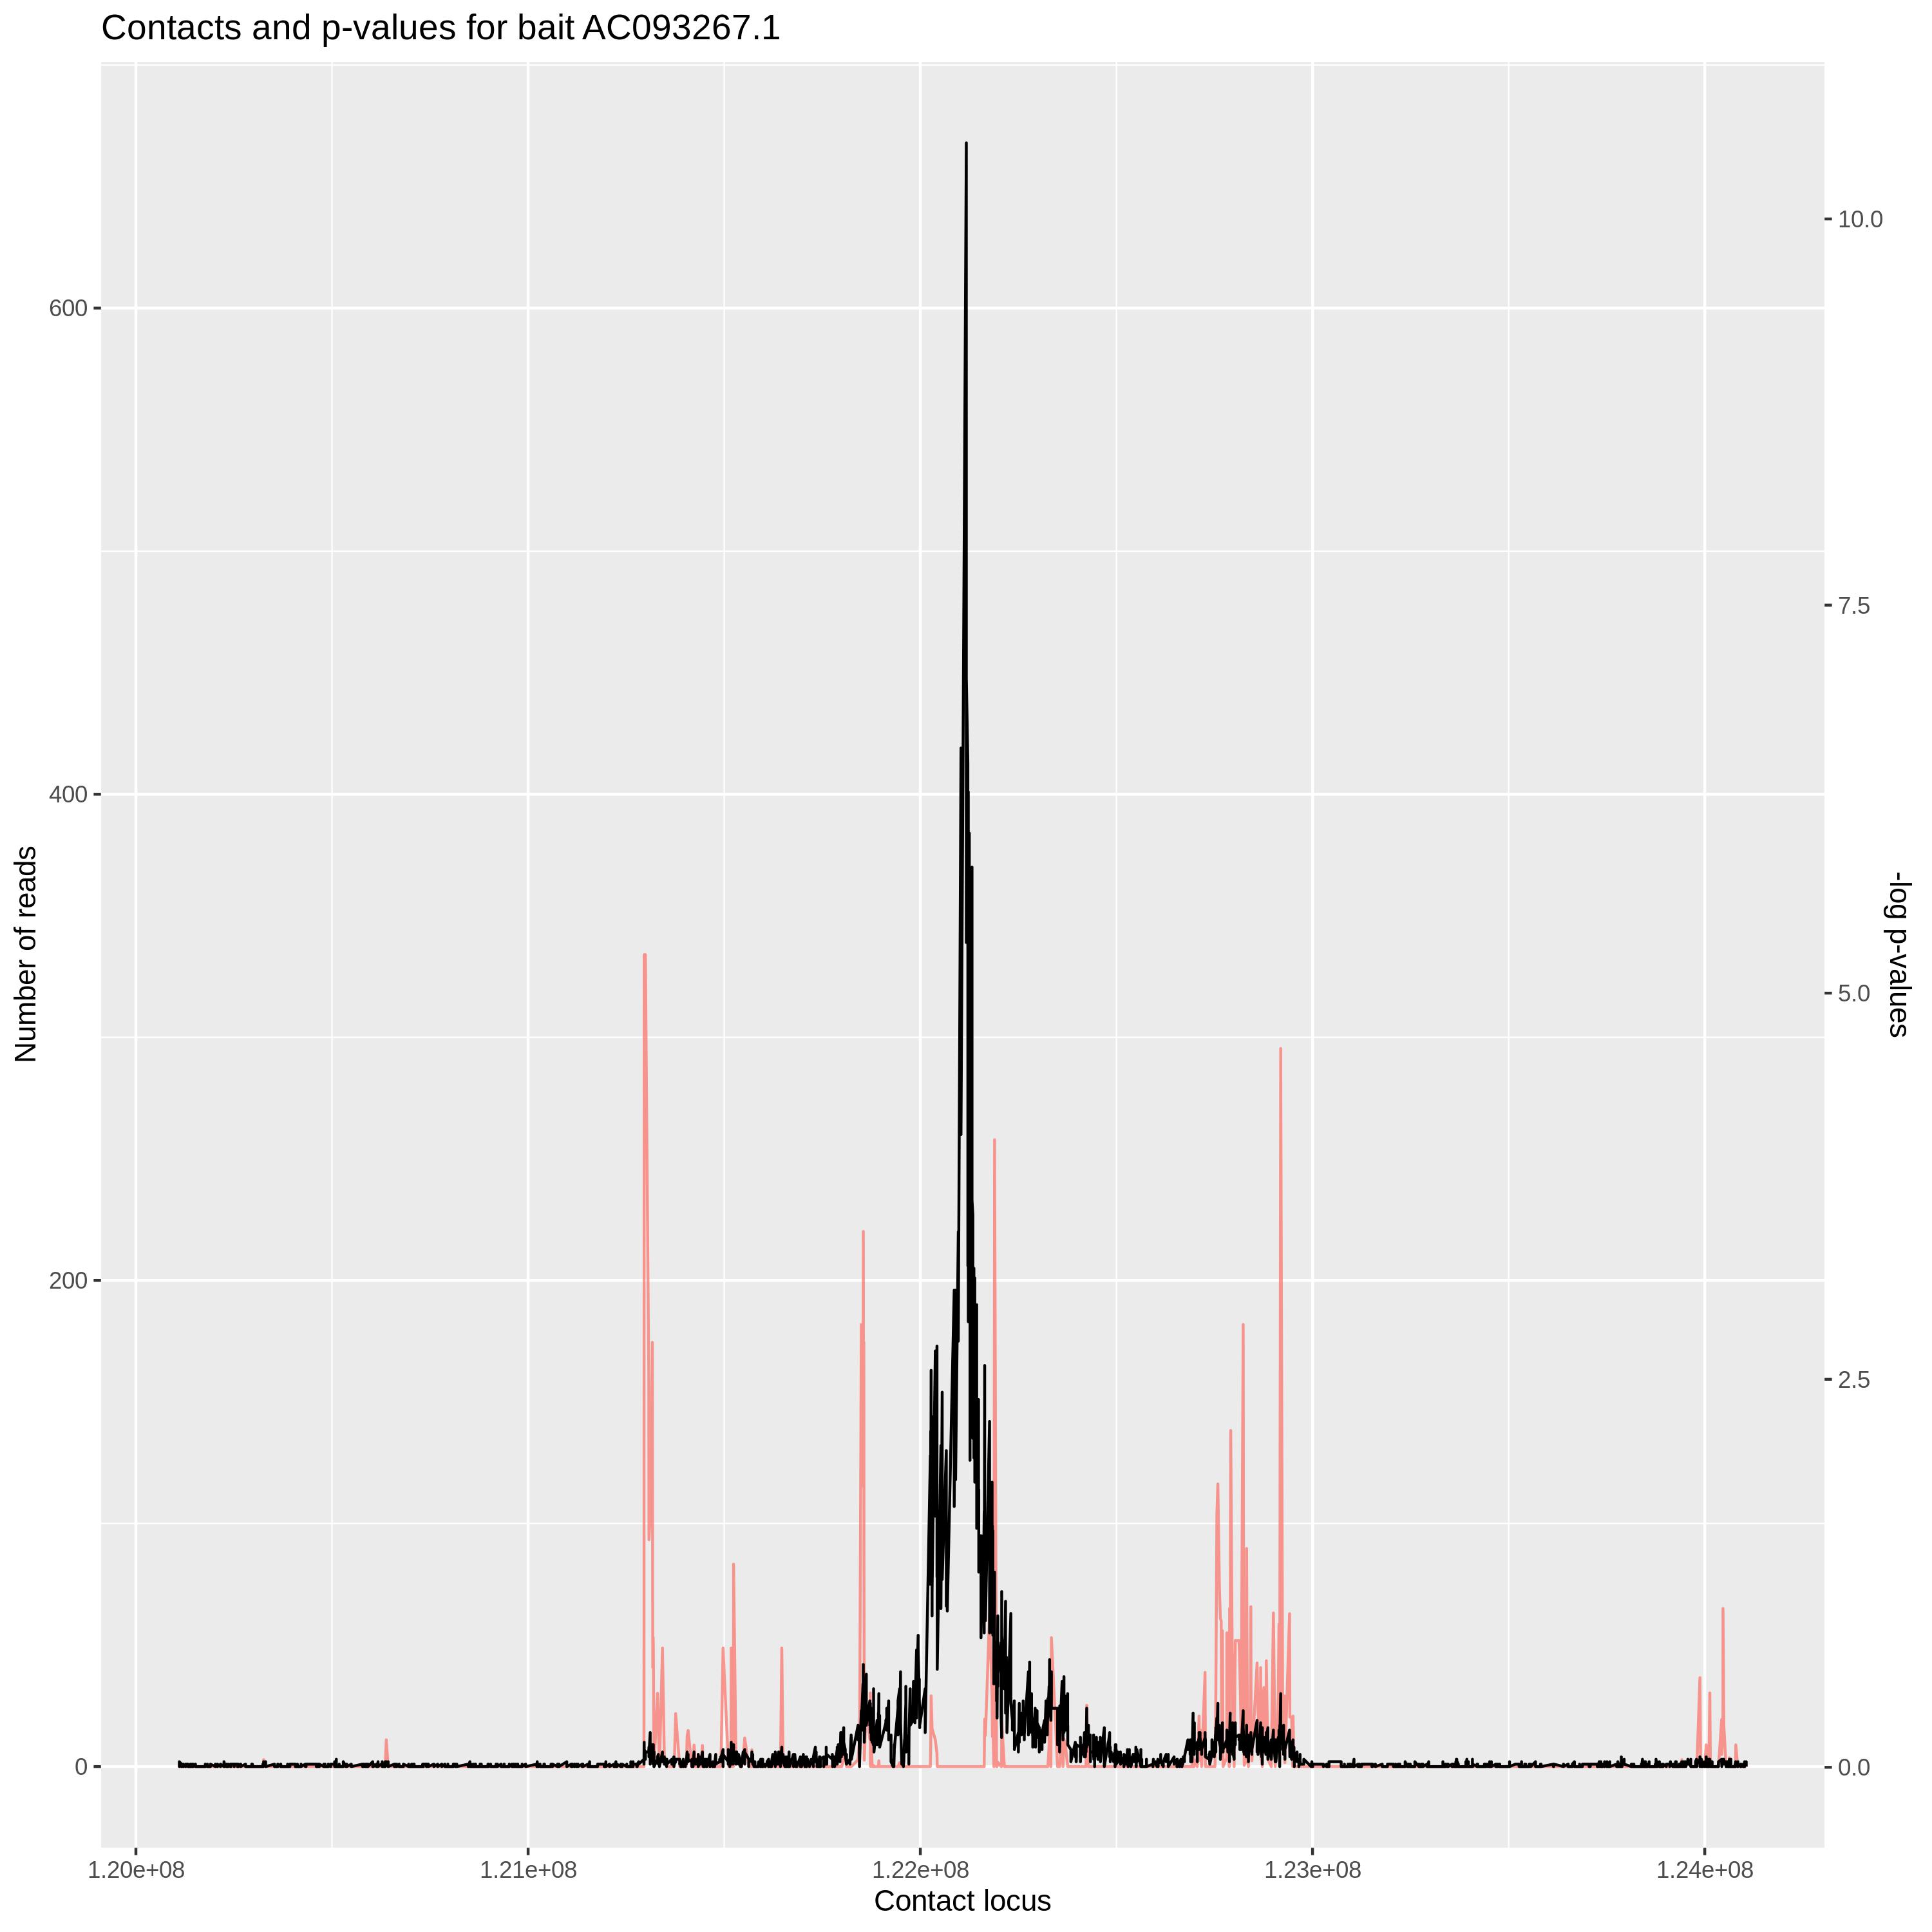 Contacts and p-values for bait AC093267.1
Number of reads
600
400
200
0
10.0
7.5
5.0
2.5
0.0
-log p-values
1.20e+08
1.21e+08
1.22e+08
1.23e+08
1.24e+08
Contact locus